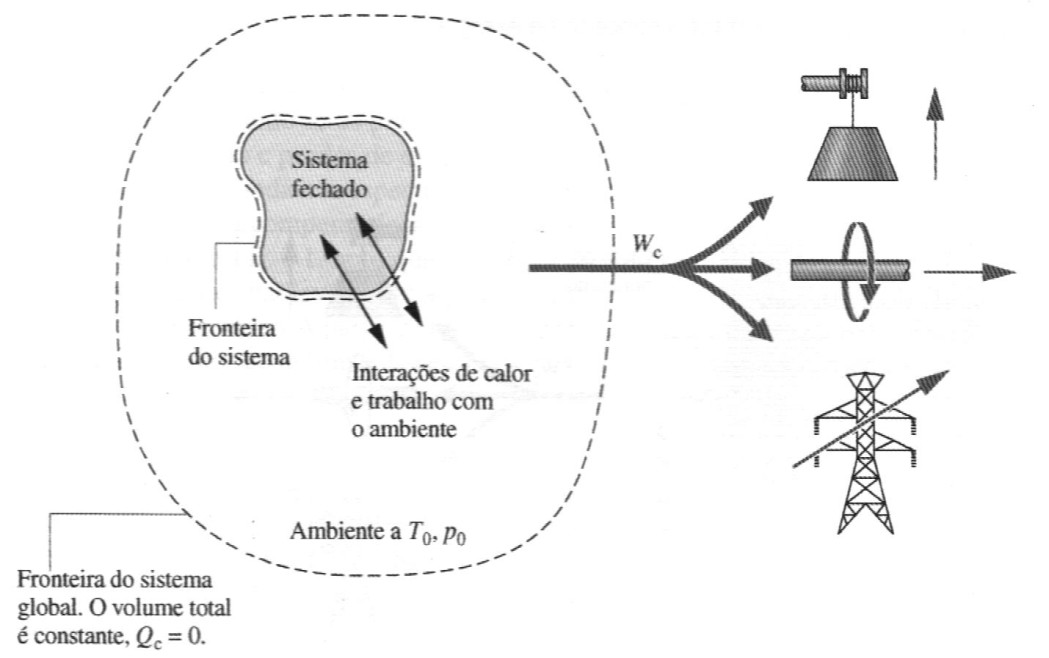 Sistema
fechado
W_c
Fronteira
do sistema
Interações de calor
e trabalho com
o ambiente
Ambiente a T_0, p_0
Fronteira do sistema
global. O volume total
é constante, Q_c = 0.